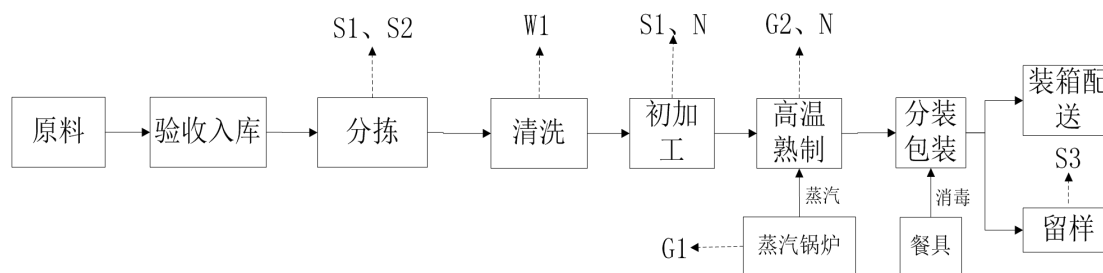 S1、S2
W1
S1、N
G2、N
原料
验收入库
分拣
清洗
初加
工
高温
熟制
分装
包装
装箱配
送
S3
留样
蒸汽
消毒
G1
蒸汽锅炉
餐具